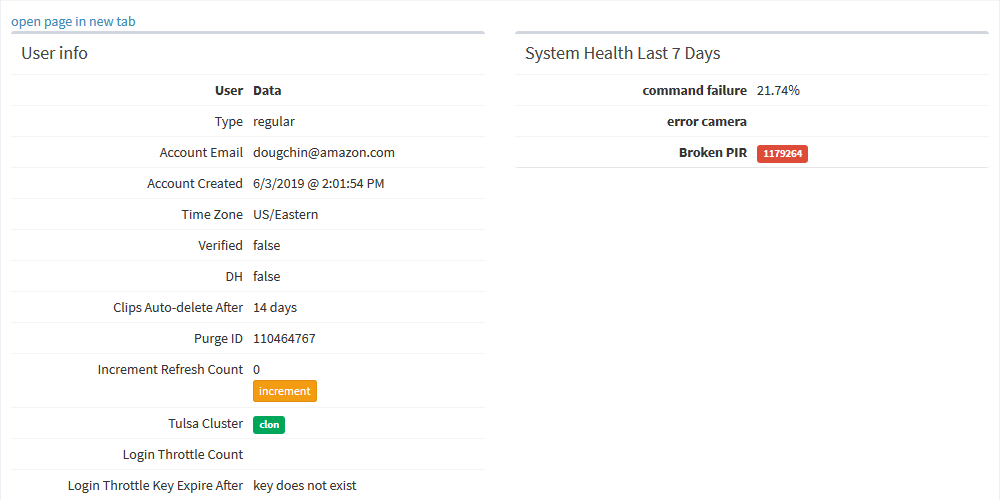 open page in new tab
User info
User Data
Type regular
Account Email dougchin@amazon.com
Account Created 6/3/2019 @ 2:01:54 PM
Time Zone US/Eastern
Verified false
DH false
Clips Auto-delete After 14 days
Purge ID 110464767
Increment Refresh Count 0
increment
Tulsa Cluster clon
Login Throttle Count
Login Throttle Key Expire After key does not exist
System Health Last 7 Days
command failure 21.74%
error camera
Broken PIR 1179264